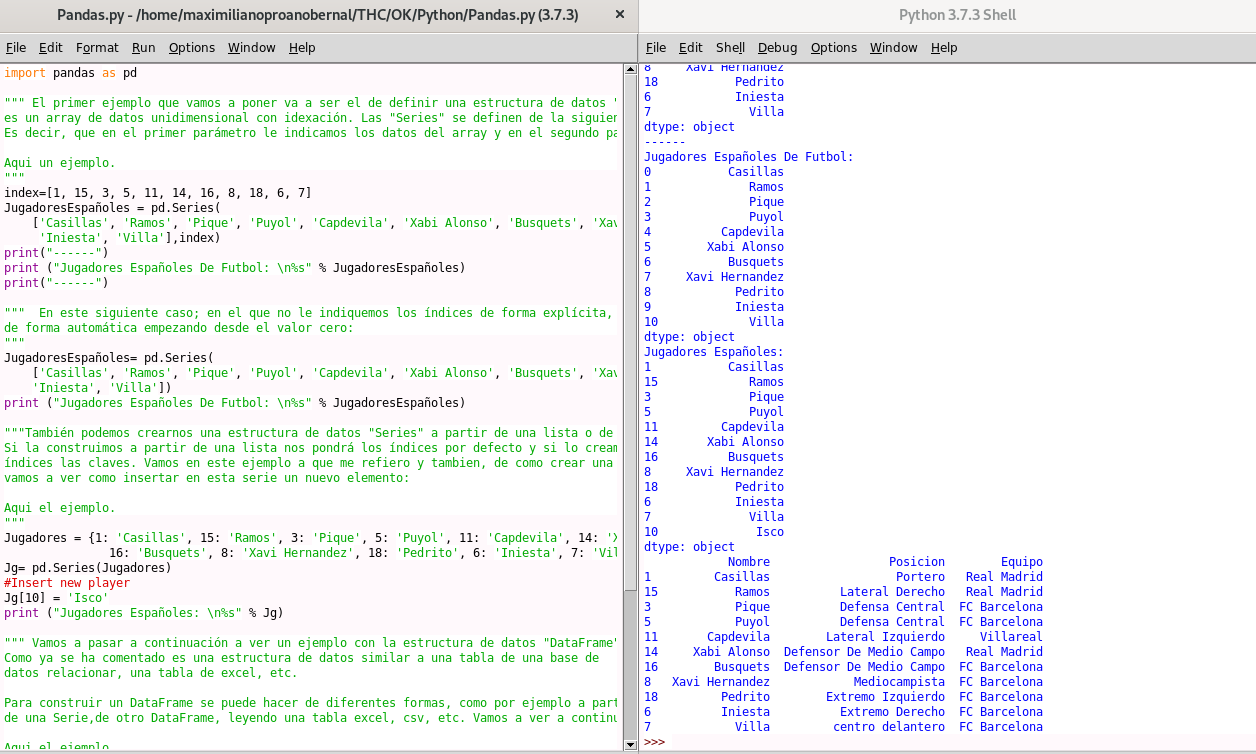 Pandas.py - /home/maximilianoproanobernal/THC/OK/Python/Pandas.py (3.7.3)
File Edit Format Run Options Window Help
import pandas as pd
""" El primer ejemplo que vamos a poner va a ser el de definir una estructura de datos "
es un array de datos unidimensional con idexación. Las "Series" se definen de la siguien
Es decir, que en el primer parámetro le indicamos los datos del array y en el segundo pa
Aqui un ejemplo.
"""
index=[1, 15, 3, 5, 11, 14, 16, 8, 18, 6, 7]
JugadoresEspañoles = pd.Series(
['Casillas', 'Ramos', 'Pique', 'Puyol', 'Capdevila', 'Xabi Alonso', 'Busquets', 'Xav
'Iniesta', 'Villa'],index)
print("------")
print ("Jugadores Españoles De Futbol: \n%s" % JugadoresEspañoles)
print("------")
""" En este siguiente caso; en el que no le indiquemos los índices de forma explícita,
de forma automática empezando desde el valor cero:
"""
JugadoresEspañoles= pd.Series(
['Casillas', 'Ramos', 'Pique', 'Puyol', 'Capdevila', 'Xabi Alonso', 'Busquets', 'Xav
'Iniesta', 'Villa'])
print ("Jugadores Españoles De Futbol: \n%s" % JugadoresEspañoles)
"""También podemos crearnos una estructura de datos "Series" a partir de una lista o de
Si la construimos a partir de una lista nos pondrá los índices por defecto y si lo cream
índices las claves. Vamos en este ejemplo a que me refiero y tambien, de como crear una
vamos a ver como insertar en esta serie un nuevo elemento:
Aqui el ejemplo.
"""
Jugadores = {1: 'Casillas', 15: 'Ramos', 3: 'Pique', 5: 'Puyol', 11: 'Capdevila', 14: 'X
16: 'Busquets', 8: 'Xavi Hernandez', 18: 'Pedrito', 6: 'Iniesta', 7: 'Vil
Jg= pd.Series(Jugadores)
#Insert new player
Jg[10] = 'Isco'
print ("Jugadores Españoles: \n%s" % Jg)
""" Vamos a pasar a continuación a ver un ejemplo con la estructura de datos "DataFrame"
Como ya se ha comentado es una estructura de datos similar a una tabla de una base de
datos relacionar, una tabla de excel, etc.
Para construir un DataFrame se puede hacer de diferentes formas, como por ejemplo a part
de una Serie,de otro DataFrame, leyendo una tabla excel, csv, etc. Vamos a ver a continu
Aqui el ejemplo
Python 3.7.3 Shell
File Edit Shell Debug Options Window Help
8 Xavi Hernandez
18 Pedrito
6 Iniesta
7 Villa
dtype: object
------
Jugadores Españoles De Futbol:
0 Casillas
1 Ramos
2 Pique
3 Puyol
4 Capdevila
5 Xabi Alonso
6 Busquets
7 Xavi Hernandez
8 Pedrito
9 Iniesta
10 Villa
dtype: object
Jugadores Españoles:
1 Casillas
15 Ramos
3 Pique
5 Puyol
11 Capdevila
14 Xabi Alonso
16 Busquets
8 Xavi Hernandez
18 Pedrito
6 Iniesta
7 Villa
10 Isco
dtype: object
Nombre Posicion Equipo
1 Casillas Portero Real Madrid
15 Ramos Lateral Derecho Real Madrid
3 Pique Defensa Central FC Barcelona
5 Puyol Defensa Central FC Barcelona
11 Capdevila Lateral Izquierdo Villareal
14 Xabi Alonso Defensor De Medio Campo Real Madrid
16 Busquets Defensor De Medio Campo FC Barcelona
8 Xavi Hernandez Mediocampista FC Barcelona
18 Pedrito Extremo Izquierdo FC Barcelona
6 Iniesta Extremo Derecho FC Barcelona
7 Villa centro delantero FC Barcelona
>>>